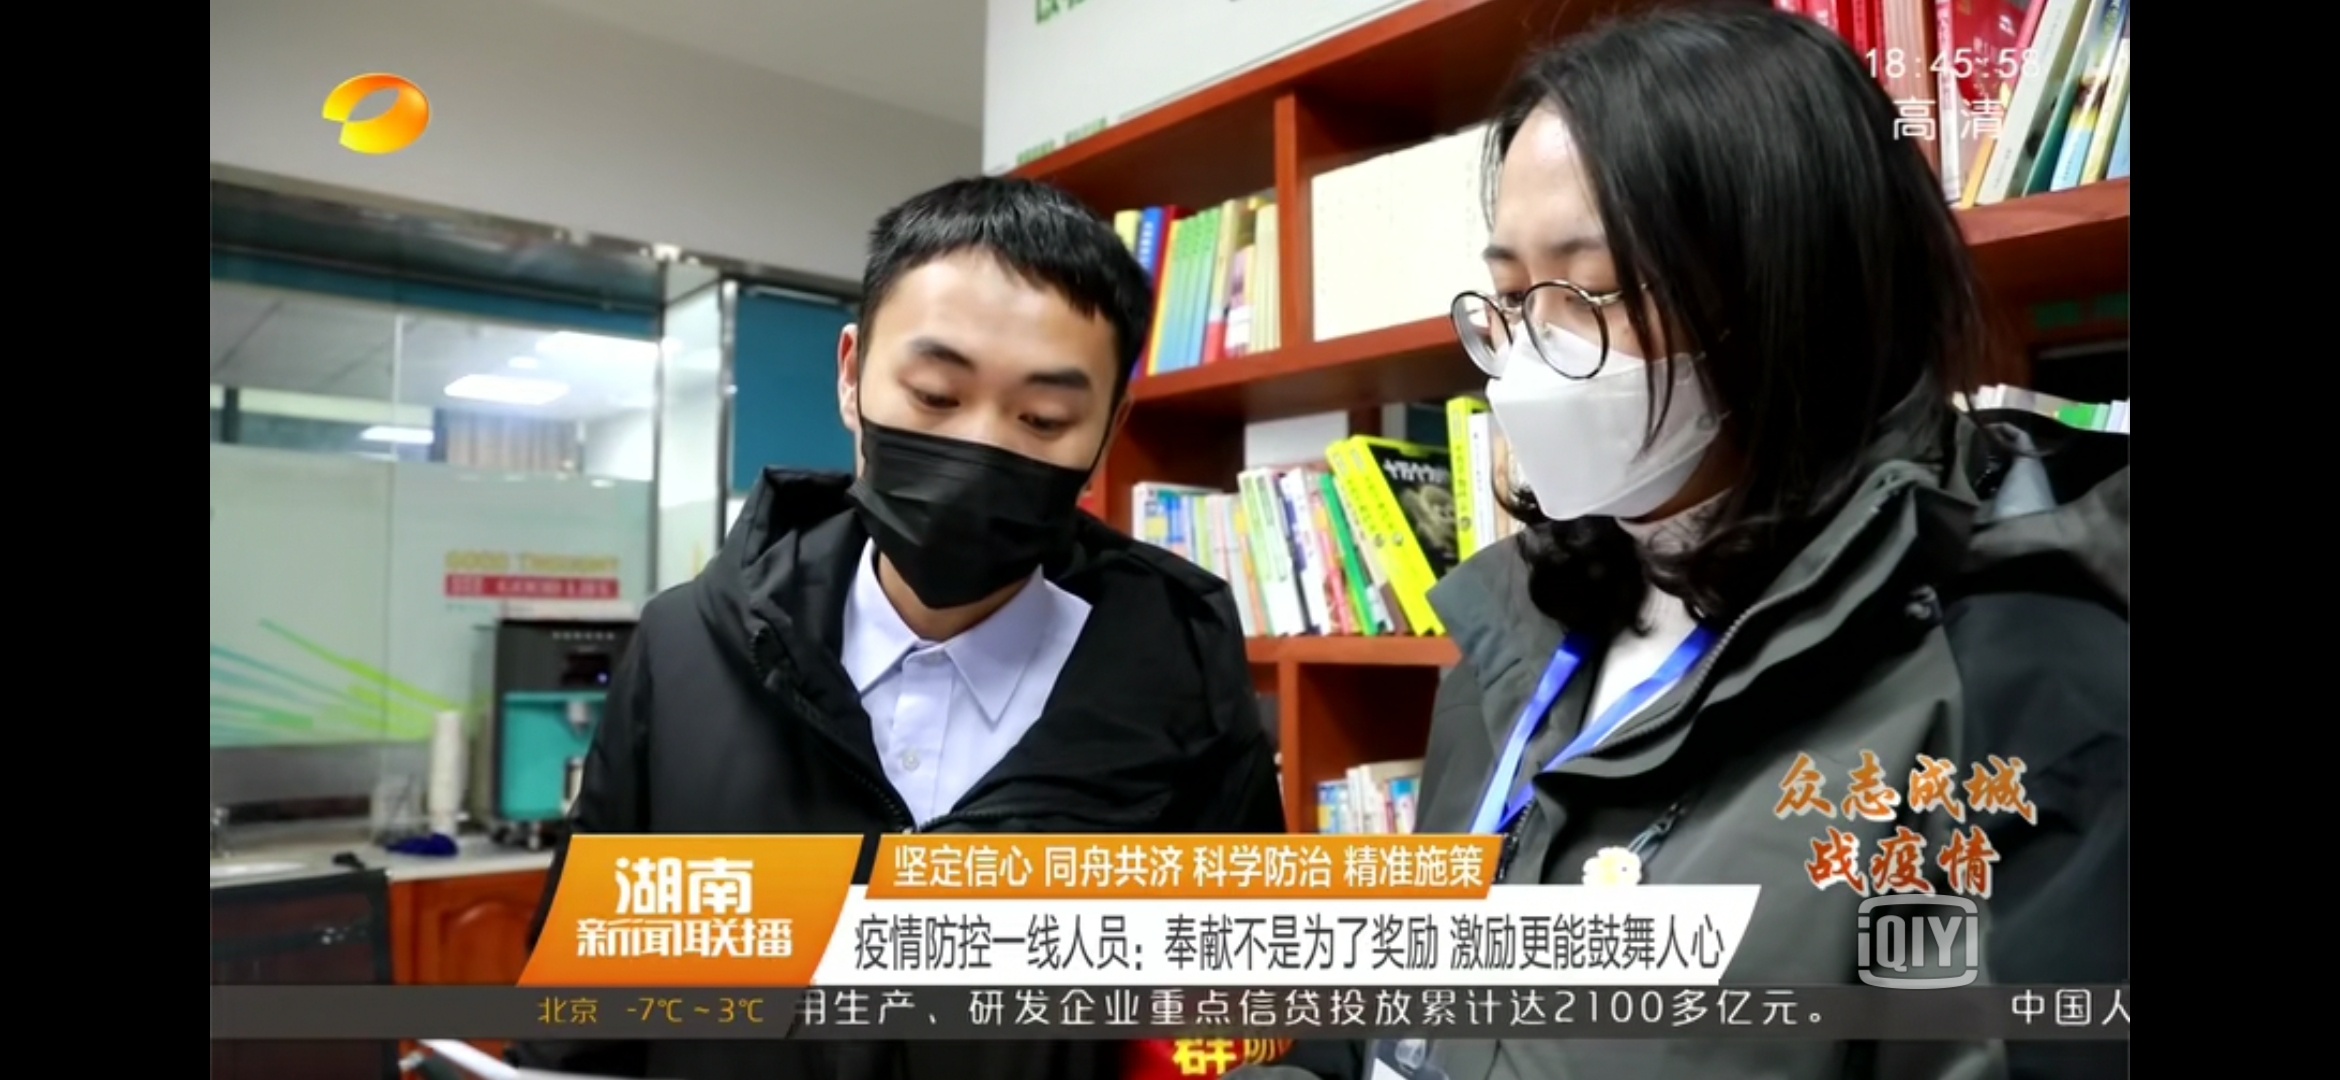 18:45:58
高清
GOOD THOUGHT
众志成城
战疫情
湖南
新闻联播
坚定信心 同舟共济 科学防治 精准施策
疫情防控一线人员：奉献不是为了奖励 激励更能鼓舞人心
iQIYI
北京 -7℃~3℃
用生产、研发企业重点信贷投放累计达2100多亿元。 中国人
群防